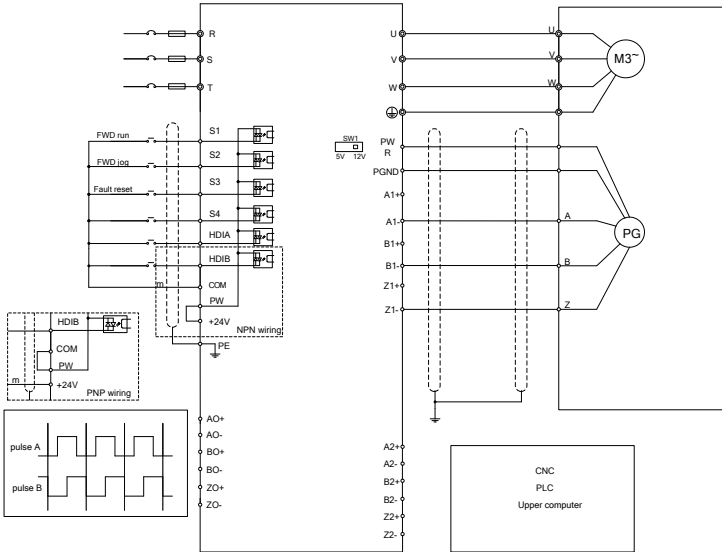 R
S
T
U
V
W
U
V
W
M3~
SW1
5V 12V
PW
R
PGND
A1+
A1-
B1+
B1-
Z1+
Z1-
A
B
Z
PG
FWD run
FWD jog
Fault reset
S1
S2
S3
S4
HDIA
HDIB
m
COM
PW
+24V
NPN wiring
PE
HDIB
COM
PW
m
+24V
PNP wiring
pulse A
pulse B
AO+
AO-
BO+
BO-
ZO+
ZO-
A2+
A2-
B2+
B2-
Z2+
Z2-
CNC
PLC
Upper computer